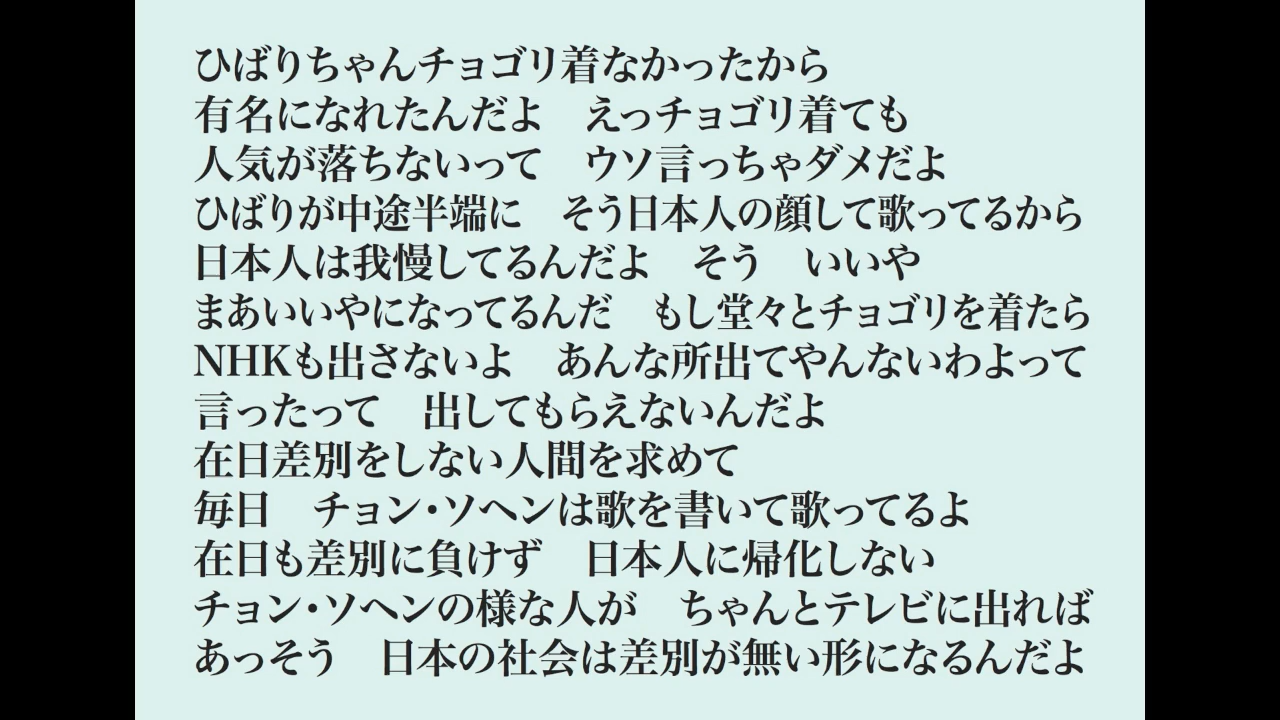 ひばりちゃんチョゴリ着なかったから
有名になれたんだよ　えっチョゴリ着ても
人気が落ちないって　ウソ言っちゃダメだよ
ひばりが中途半端に　そう日本人の顔して歌ってるから
日本人は我慢してるんだよ　そう　いいや
まあいいやになってるんだ　もし堂々とチョゴリを着たら
NHKも出さないよ　あんな所出てやんないわよって
言ったって　出してもらえないんだよ
在日差別をしない人間を求めて
毎日　チョン・ソヘンは歌を書いて歌ってるよ
在日も差別に負けず　日本人に帰化しない
チョン・ソヘンの様な人が　ちゃんとテレビに出れば
あっそう　日本の社会は差別が無い形になるんだよ